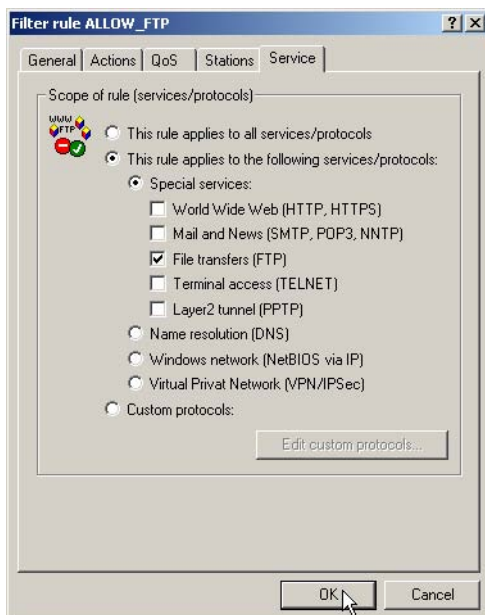 Filter rule ALLOW_FTP
General
Actions
QoS
Stations
Service
Scope of rule (services/protocols)
WWW
FTP
This rule applies to all services/protocols
This rule applies to the following services/protocols:
Special services:
World Wide Web (HTTP, HTTPS)
Mail and News (SMTP, POP3, NNTP)
File transfers (FTP)
Terminal access (TELNET)
Layer2 tunnel (PPTP)
Name resolution (DNS)
Windows network (NetBIOS via IP)
Virtual Privat Network (VPN/IPSec)
Custom protocols:
Edit custom protocols...
OK
Cancel